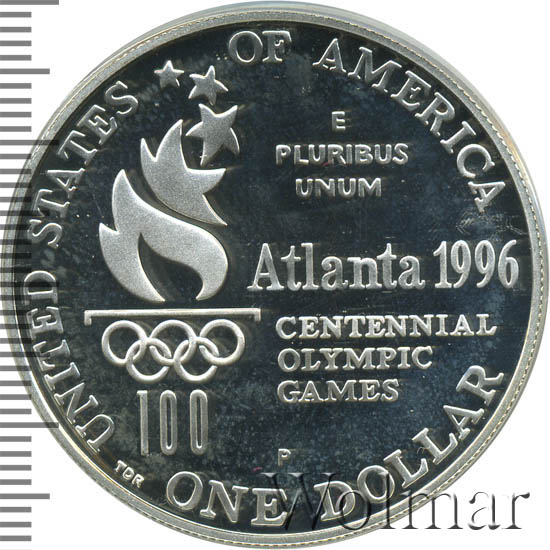 UNITED STATES OF AMERICA
E
PLURIBUS
UNUM
Atlanta 1996
CENTENNIAL
OLYMPIC
GAMES
100
P
TDR
ONE DOLLAR
Wolmar